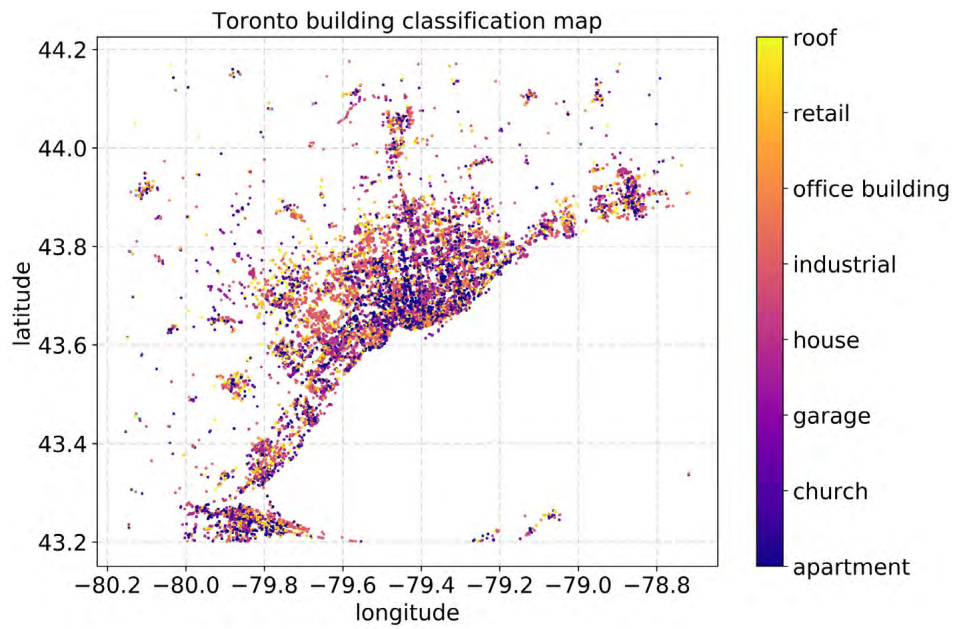 Toronto building classification map
44.2
44.0
43.8
43.6
43.4
43.2
latitude
−80.2 −80.0 −79.8 −79.6 −79.4 −79.2 −79.0 −78.8
longitude
roof
retail
office building
industrial
house
garage
church
apartment